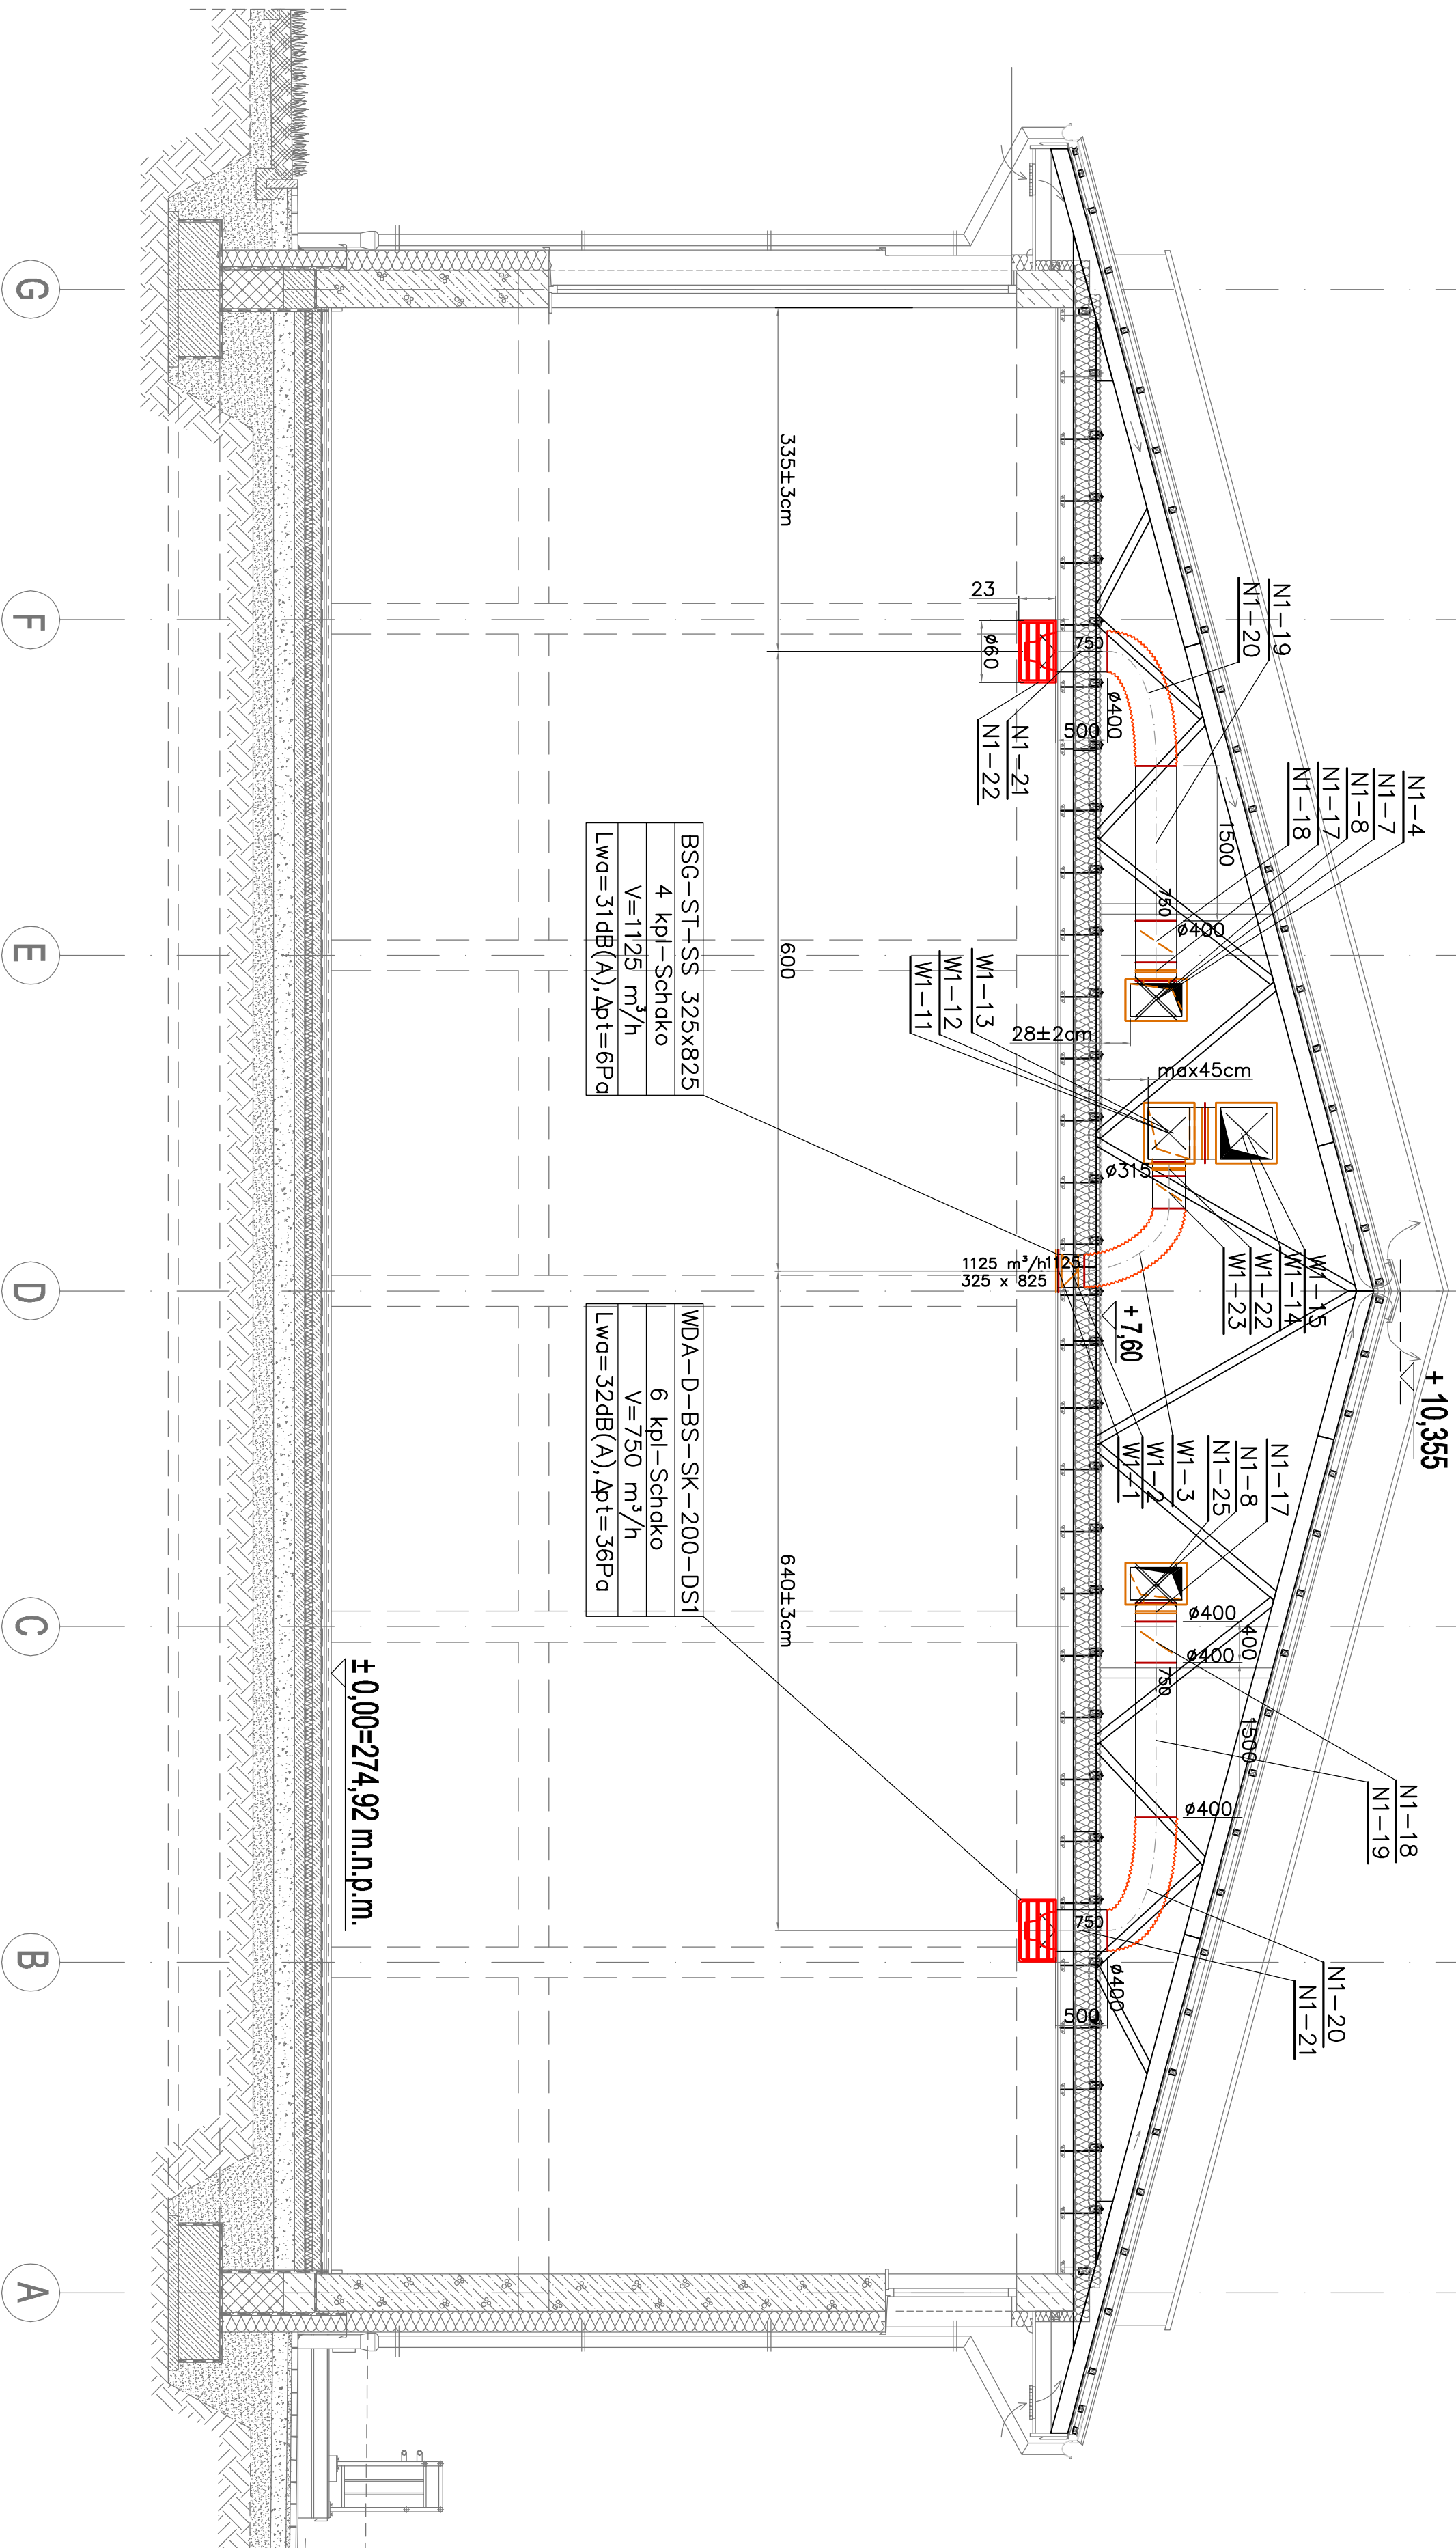 + 10,355
N1-4
N1-7
N1-8
N1-17
N1-18
N1-19
N1-20
1500
750
ø400
ø400
500
750
N1-21
N1-22
23
ø60
335±3cm
600
640±3cm
28±2cm
max45cm
W1-13
W1-12
W1-11
ø315
W1-15
W1-14
W1-22
W1-23
1125
1125 m³/h
325 x 825
+7,60
W1-3
W1-2
W1-1
N1-17
N1-8
N1-25
ø400
400
ø400
750
1500
ø400
N1-18
N1-19
N1-20
N1-21
750
ø400
500
BSG-ST-SS 325x825
4 kpl-Schako
V=1125 m³/h
Lwa=31dB(A),Δpt=6Pa
WDA-D-BS-SK-200-DS1
6 kpl-Schako
V=750 m³/h
Lwa=32dB(A),Δpt=36Pa
±0,00=274,92 m.n.p.m.
G
F
E
D
C
B
A